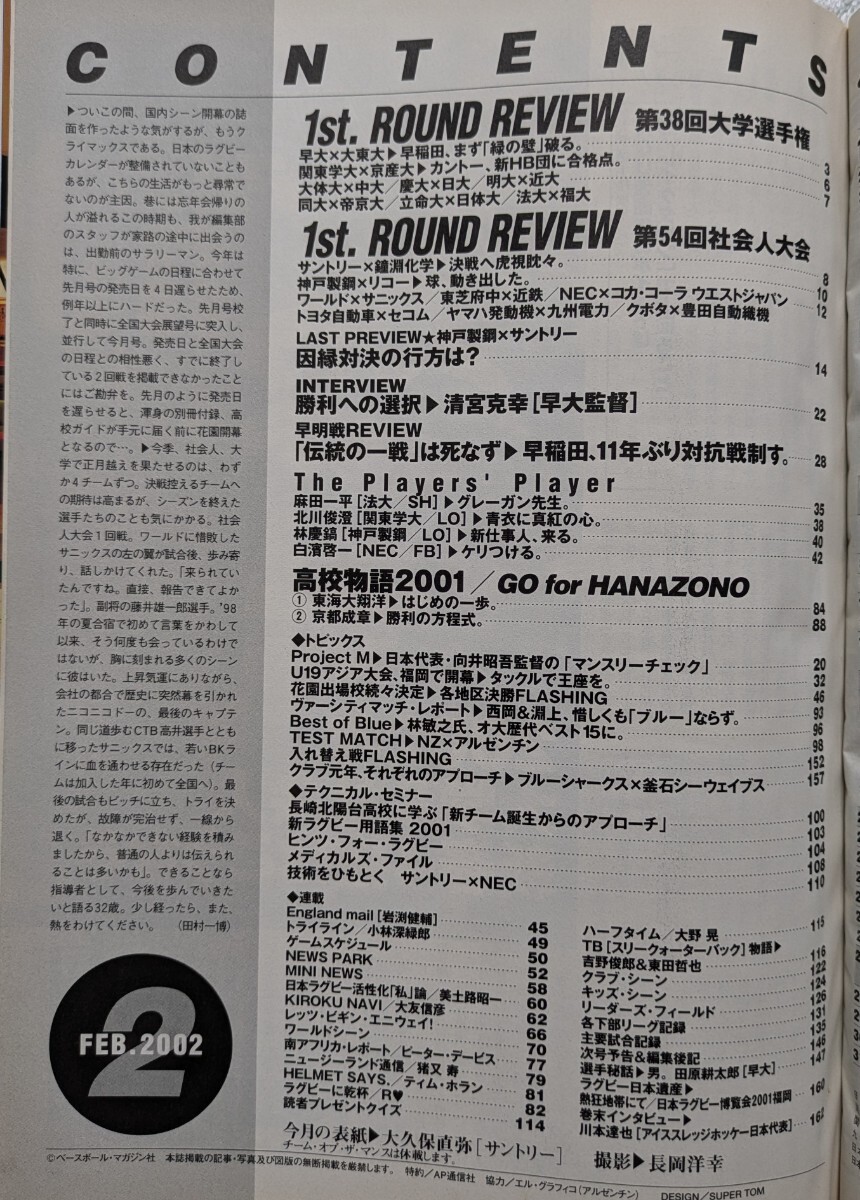 CONTENTS
▶ついこの間、国内シーン開幕の誌
面を作ったような気がするが、もうク
ライマックスである。日本のラグビー
カレンダーが整備されていないことも
あるが、こちらの生活がもっと尋常で
ないのが主因。巷には忘年会帰りの
人が溢れるこの時期も、我が編集部
のスタッフが家路の途中に出会うの
は、出勤前のサラリーマン。今年は
特に、ビッグゲームの日程に合わせて
先月号の発売日を4日遅らせたため、
例年以上にハードだった。先月号校
了と同時に全国大会展望号に突入し、
並行して今月号。発売日と全国大会
の日程との相性悪く、すでに終了し
ている2回戦を掲載できなかったこと
にはご勘弁を。先月のように発売日
を遅らせると、渾身の別冊付録、高
校ガイドが手元に届く前に花園開幕
となるので…。▶今季、社会人、大
学で正月越えを果たせるのは、わず
か4チームずつ。決戦控えるチームへ
の期待は高まるが、シーズンを終えた
選手たちのことも気にかかる。社会
人大会1回戦。ワールドに惜敗した
サニックスの左の翼が試合後、歩み寄
り、話しかけてくれた。「来られてい
たんですね。直接、報告できてよか
った」。副将の藤井雄一郎選手。'98
年の夏合宿で初めて言葉をかわして
以来、そう何度も会っているわけで
はないが、胸に刻まれる多くのシーン
に彼はいた。上昇気運にありながら、
会社の都合で歴史に突然幕を引かれ
たニコニコドーの、最後のキャプテ
ン。同じ道歩むCTB高井選手ととも
に移ったサニックスでは、若いBKラ
インに血を通わせる存在だった(チー
ムは加入した年に初めて全国へ)。最
後の試合もピッチに立ち、トライを決
めたが、故障が完治せず、一線から
退く。「なかなかできない経験を積み
ましたから、普通の人よりは伝えられ
ることは多いかも」。できることなら
指導者として、今後を歩んでいきた
いと語る32歳。少し経ったら、また、
熱をわけてください。 (田村一博)
2
FEB.2002
1st. ROUND REVIEW 第38回大学選手権
早大×大東大▶早稲田、まず「緑の壁」破る。 3
関東学大×京産大▶カントー、新HB団に合格点。 6
大体大×中大/慶大×日大/明大×近大 7
同大×帝京大/立命大×日体大/法大×福大
1st. ROUND REVIEW 第54回社会人大会
サントリー×鐘淵化学▶決戦へ虎視眈々。 8
神戸製鋼×リコー▶球、動き出した。 10
ワールド×サニックス/東芝府中×近鉄/NEC×コカ・コーラ ウエストジャパン 12
トヨタ自動車×セコム/ヤマハ発動機×九州電力/クボタ×豊田自動織機
LAST PREVIEW★神戸製鋼×サントリー
因縁対決の行方は? 14
INTERVIEW
勝利への選択▶清宮克幸[早大監督] 22
早明戦REVIEW
「伝統の一戦」は死なず▶早稲田、11年ぶり対抗戦制す。 28
The Players' Player
麻田一平[法大/SH]▶グレーガン先生。 35
北川俊澄[関東学大/LO]▶青衣に真紅の心。 38
林慶鎬[神戸製鋼/LO]▶新仕事人、来る。 40
白濱啓一[NEC/FB]▶ケリつける。 42
高校物語2001/GO for HANAZONO
① 東海大翔洋▶はじめの一歩。 84
② 京都成章▶勝利の方程式。 88
◆トピックス
Project M▶日本代表・向井昭吾監督の「マンスリーチェック」 20
U19アジア大会、福岡で開幕▶タックルで王座を。 32
花園出場校続々決定▶各地区決勝FLASHING 46
ヴァーシティマッチ・レポート▶西岡&淵上、惜しくも「ブルー」ならず。 93
Best of Blue▶林敏之氏、オ大歴代ベスト15に。 96
TEST MATCH▶NZ×アルゼンチン 98
入れ替え戦FLASHING 152
クラブ元年、それぞれのアプローチ▶ブルーシャークス×釜石シーウェイブス 157
◆テクニカル・セミナー
長崎北陽台高校に学ぶ「新チーム誕生からのアプローチ」 100
新ラグビー用語集 2001 103
ヒンツ・フォー・ラグビー 104
メディカルズ・ファイル 108
技術をひもとく サントリー×NEC 110
◆連載
England mail[岩渕健輔] 45
トライライン/小林深緑郎 49
ゲームスケジュール 50
NEWS PARK 52
MINI NEWS 58
日本ラグビー活性化「私」論/美土路昭一 60
KIROKU NAVI/大友信彦 62
レッツ・ビギン・エニウェイ! 66
ワールドシーン 70
南アフリカ・レポート/ピーター・デービス 77
ニュージーランド通信/猪又 寿 79
HELMET SAYS,/ティム・ホラン 81
ラグビーに乾杯/R♥ 82
読者プレゼントクイズ 114
ハーフタイム/大野 晃 115
TB[スリークォーターバック]物語▶
吉野俊郎&東田哲也 116
クラブ・シーン 122
キッズ・シーン 124
リーダーズ・フィールド 126
各下部リーグ記録 131
主要試合記録 135
次号予告&編集後記 146
選手秘話▶男。田原耕太郎[早大] 147
ラグビー日本遺産▶
熱狂地帯にて/日本ラグビー博覧会2001福岡 160
巻末インタビュー▶
川本達也[アイススレッジホッケー日本代表]
今月の表紙▶大久保直弥[サントリー]
チーム・オブ・ザ・マンスは休載します。
撮影▶長岡洋幸
©ベースボール・マガジン社 本誌掲載の記事・写真及び図版の無断掲載を厳禁します。 特約/AP通信社 協力/エル・グラフィコ(アルゼンチン) DESIGN/SUPER TOM